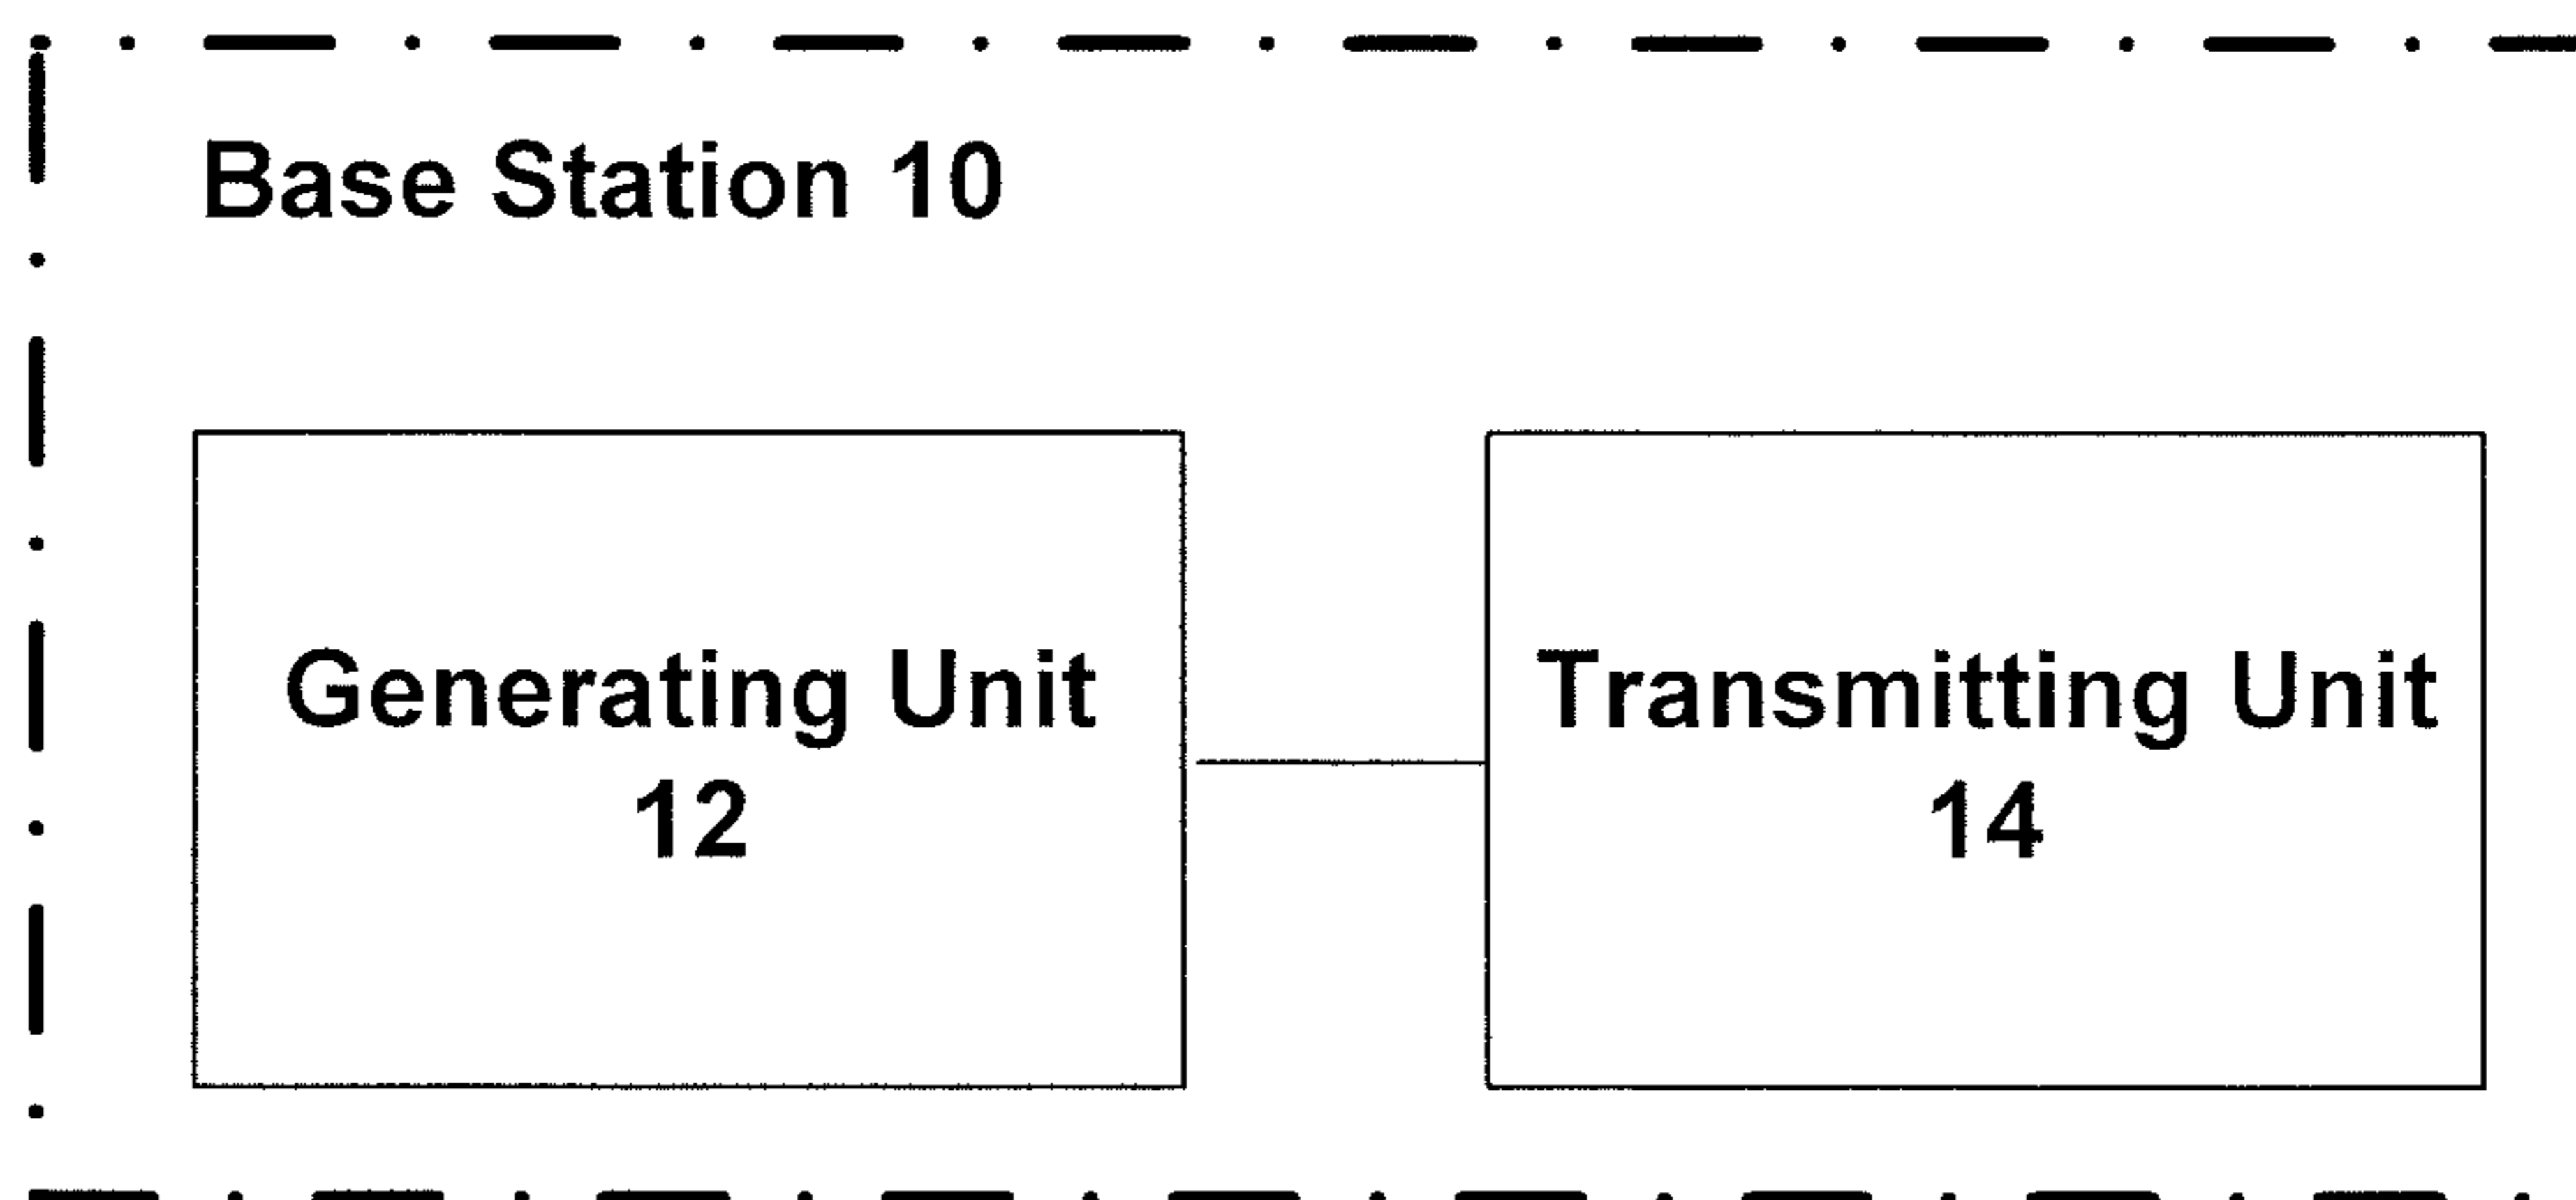 Base Station 10
Generating Unit
12
Transmitting Unit
14